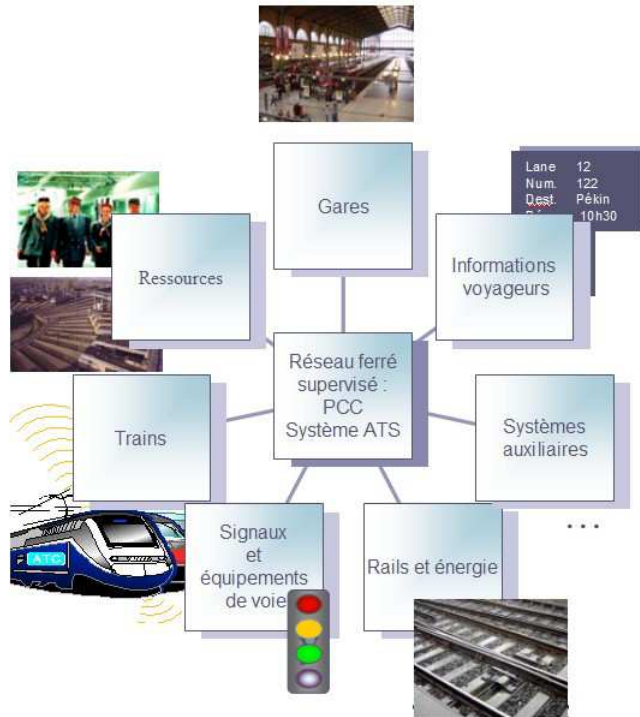 Gares
Lane 12
Num. 122
Dest. Pékin
10h30
Ressources
Informations
voyageurs
Réseau ferré
supervisé :
PCC
Système ATS
Trains
Systèmes
auxiliaires
...
Signaux
et
équipements
de voie
Rails et énergie
ATC